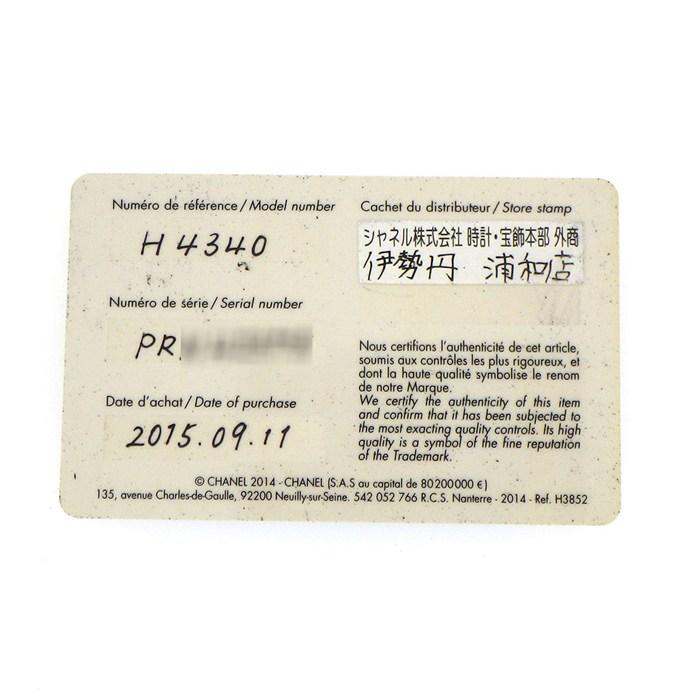 Numéro de référence / Model number
H4340
Numéro de série / Serial number
PR
Date d'achat / Date of purchase
2015.09.11
Cachet du distributeur / Store stamp
シャネル株式会社 時計・宝飾本部 外商
伊勢丹 浦和店
Nous certifions l'authenticité de cet article,
soumis aux contrôles les plus rigoureux, et
dont la haute qualité symbolise le renom
de notre Marque.
We certify the authenticity of this item
and confirm that it has been subjected to
the most exacting quality controls. Its high
quality is a symbol of the fine reputation
of the Trademark.
© CHANEL 2014 - CHANEL (S.A.S au capital de 80200000 €)
135, avenue Charles-de-Gaulle, 92200 Neuilly-sur-Seine. 542 052 766 R.C.S. Nanterre - 2014 - Ref. H3852